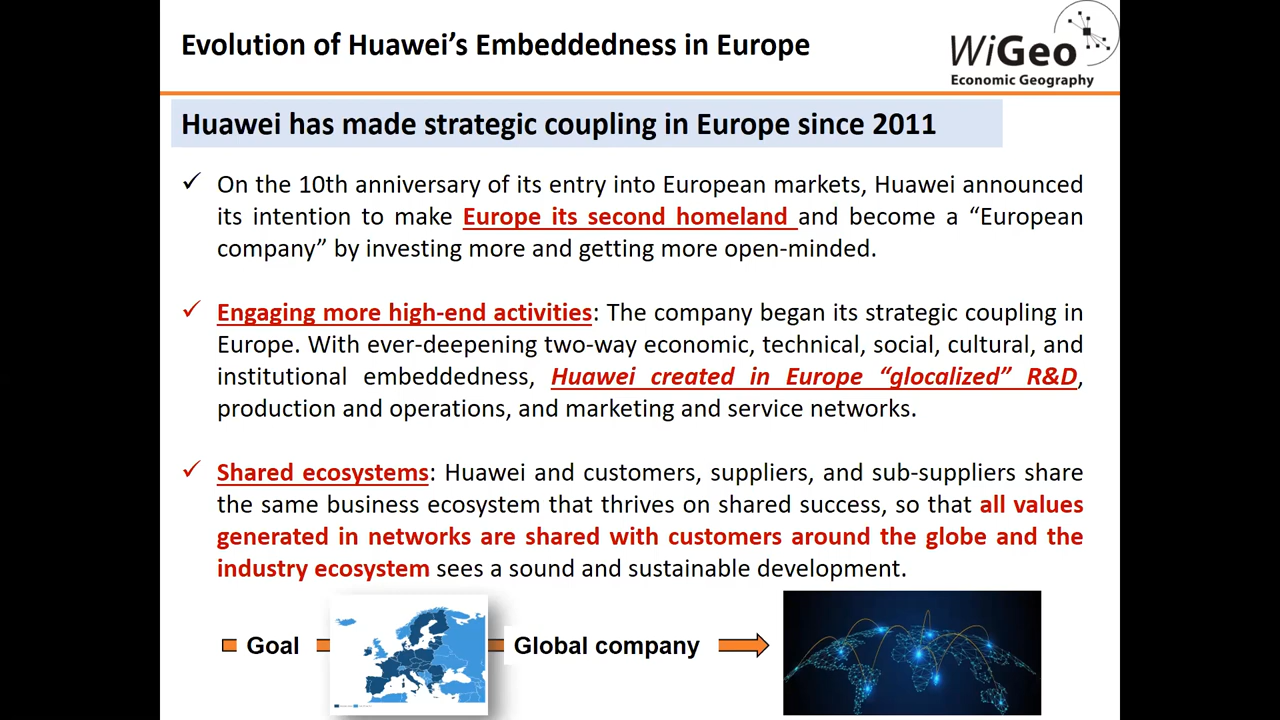 Evolution of Huawei’s Embeddedness in Europe
WiGeo
Economic Geography
Huawei has made strategic coupling in Europe since 2011
✓ On the 10th anniversary of its entry into European markets, Huawei announced
its intention to make Europe its second homeland and become a “European
company” by investing more and getting more open-minded.
✓ Engaging more high-end activities: The company began its strategic coupling in
Europe. With ever-deepening two-way economic, technical, social, cultural, and
institutional embeddedness, Huawei created in Europe “glocalized” R&D,
production and operations, and marketing and service networks.
✓ Shared ecosystems: Huawei and customers, suppliers, and sub-suppliers share
the same business ecosystem that thrives on shared success, so that all values
generated in networks are shared with customers around the globe and the
industry ecosystem sees a sound and sustainable development.
Goal
Global company